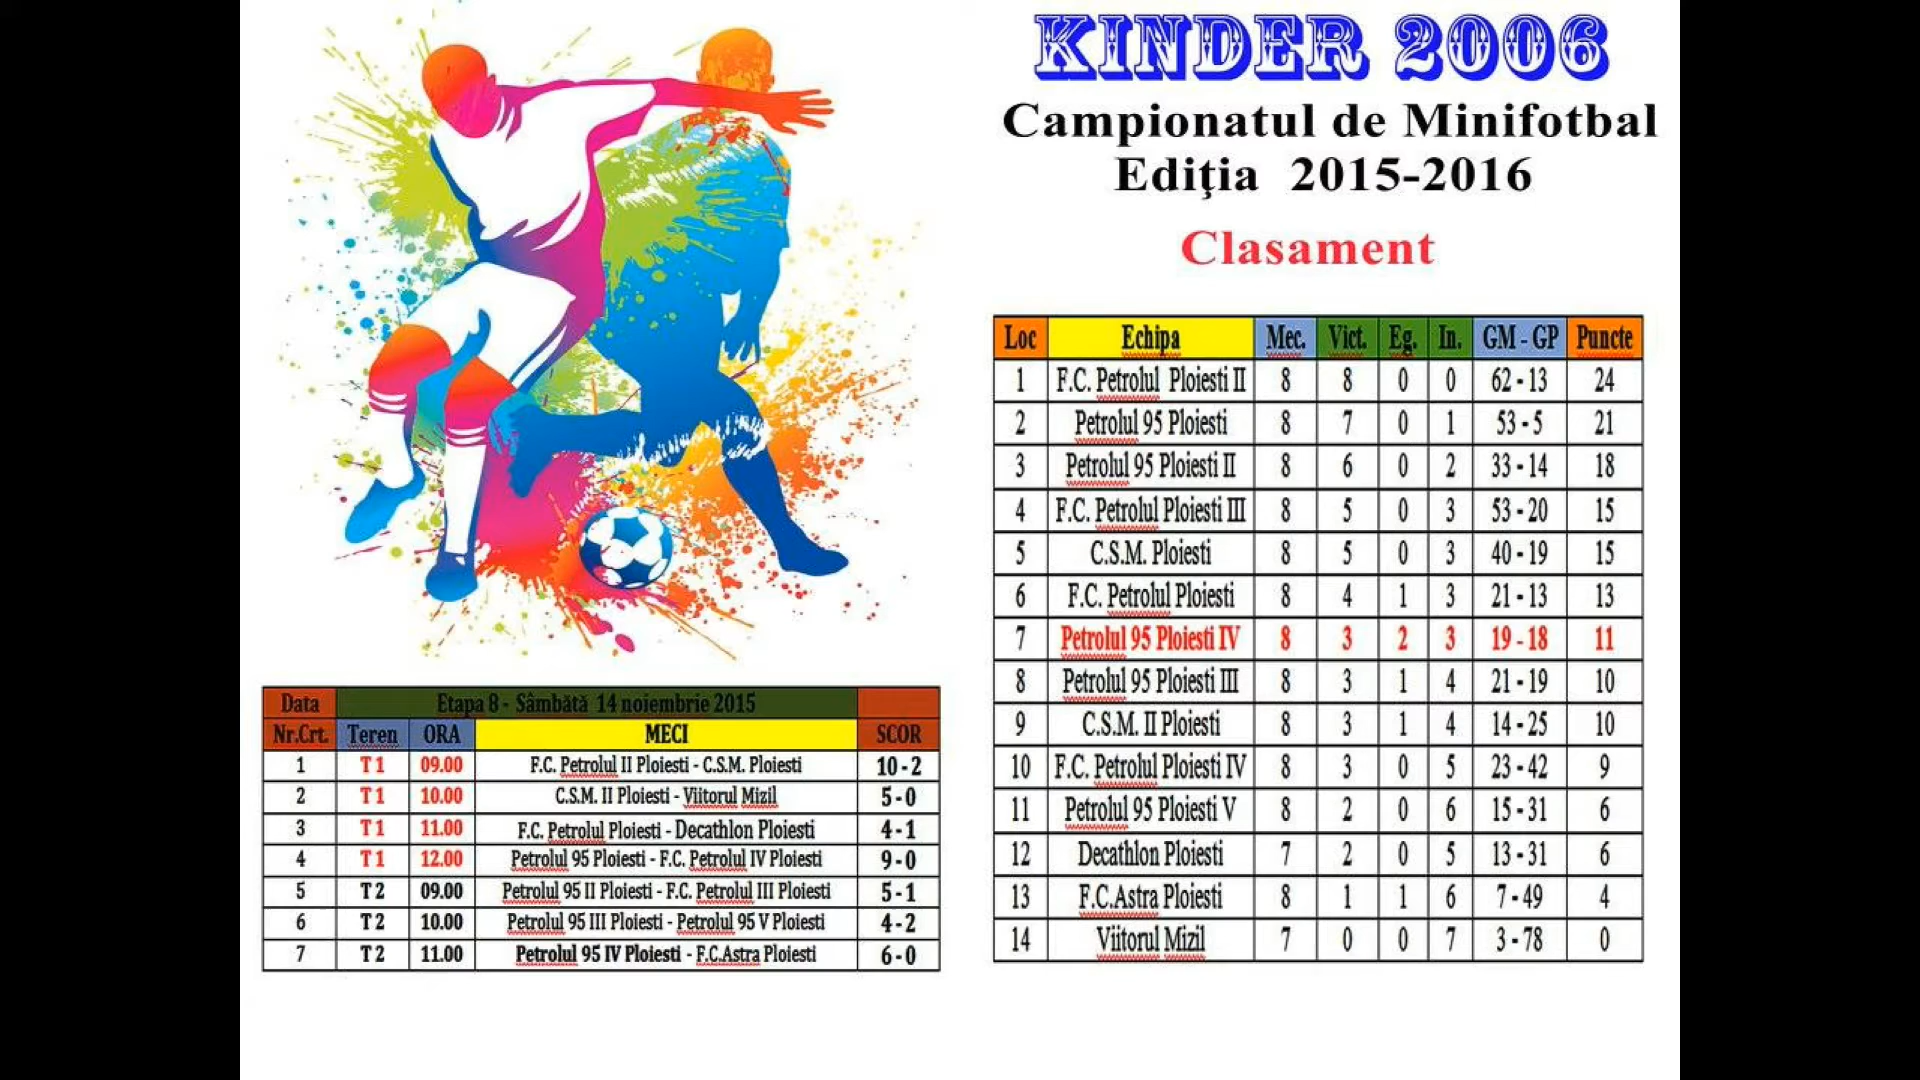 KINDER 2006
Campionatul de Minifotbal
Ediţia 2015-2016
Clasament
Loc Echipa Mec. Vict. Eg. In. GM - GP Puncte
1 F.C. Petrolul Ploiesti II 8 8 0 0 62 - 13 24
2 Petrolul 95 Ploiesti 8 7 0 1 53 - 5 21
3 Petrolul 95 Ploiesti II 8 6 0 2 33 - 14 18
4 F.C. Petrolul Ploiesti III 8 5 0 3 53 - 20 15
5 C.S.M. Ploiesti 8 5 0 3 40 - 19 15
6 F.C. Petrolul Ploiesti 8 4 1 3 21 - 13 13
7 Petrolul 95 Ploiesti IV 8 3 2 3 19 - 18 11
8 Petrolul 95 Ploiesti III 8 3 1 4 21 - 19 10
9 C.S.M. II Ploiesti 8 3 1 4 14 - 25 10
10 F.C. Petrolul Ploiesti IV 8 3 0 5 23 - 42 9
11 Petrolul 95 Ploiesti V 8 2 0 6 15 - 31 6
12 Decathlon Ploiesti 7 2 0 5 13 - 31 6
13 F.C.Astra Ploiesti 8 1 1 6 7 - 49 4
14 Viitorul Mizil 7 0 0 7 3 - 78 0
Data Etapa 8 - Sâmbătă 14 noiembrie 2015
Nr.Crt. Teren ORA MECI SCOR
1 T 1 09.00 F.C. Petrolul II Ploiesti - C.S.M. Ploiesti 10 - 2
2 T 1 10.00 C.S.M. II Ploiesti - Viitorul Mizil 5 - 0
3 T 1 11.00 F.C. Petrolul Ploiesti - Decathlon Ploiesti 4 - 1
4 T 1 12.00 Petrolul 95 Ploiesti - F.C. Petrolul IV Ploiesti 9 - 0
5 T 2 09.00 Petrolul 95 II Ploiesti - F.C. Petrolul III Ploiesti 5 - 1
6 T 2 10.00 Petrolul 95 III Ploiesti - Petrolul 95 V Ploiesti 4 - 2
7 T 2 11.00 Petrolul 95 IV Ploiesti - F.C.Astra Ploiesti 6 - 0